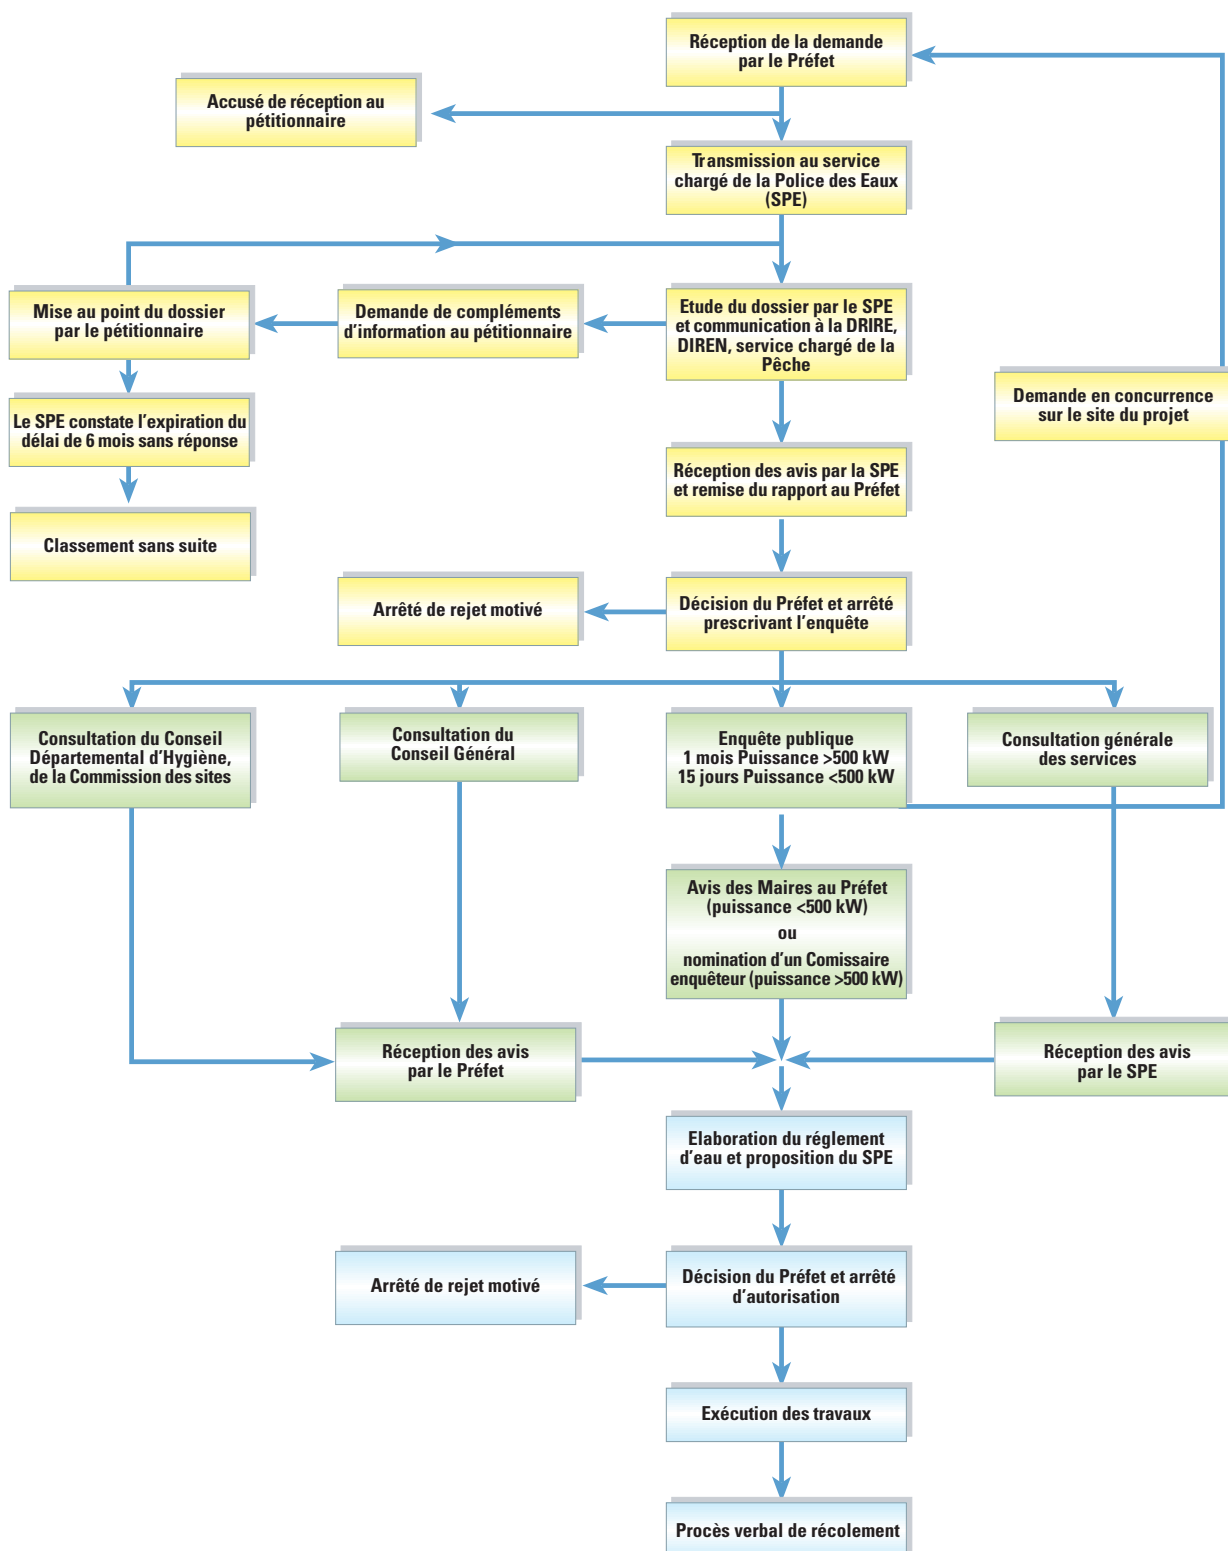 Réception de la demande
par le Préfet
Accusé de réception au
pétitionnaire
Transmission au service
chargé de la Police des Eaux
(SPE)
Mise au point du dossier
par le pétitionnaire
Demande de compléments
d'information au pétitionnaire
Etude du dossier par le SPE
et communication à la DRIRE,
DIREN, service chargé de la
Pêche
Demande en concurrence
sur le site du projet
Le SPE constate l'expiration du
délai de 6 mois sans réponse
Réception des avis par la SPE
et remise du rapport au Préfet
Classement sans suite
Arrêté de rejet motivé
Décision du Préfet et arrêté
prescrivant l'enquête
Consultation du Conseil
Départemental d'Hygiène,
de la Commission des sites
Consultation du
Conseil Général
Enquête publique
1 mois Puissance >500 kW
15 jours Puissance <500 kW
Consultation générale
des services
Avis des Maires au Préfet
(puissance <500 kW)
ou
nomination d'un Comissaire
enquêteur (puissance >500 kW)
Réception des avis
par le Préfet
Réception des avis
par le SPE
Elaboration du réglement
d'eau et proposition du SPE
Arrêté de rejet motivé
Décision du Préfet et arrêté
d'autorisation
Exécution des travaux
Procès verbal de récolement